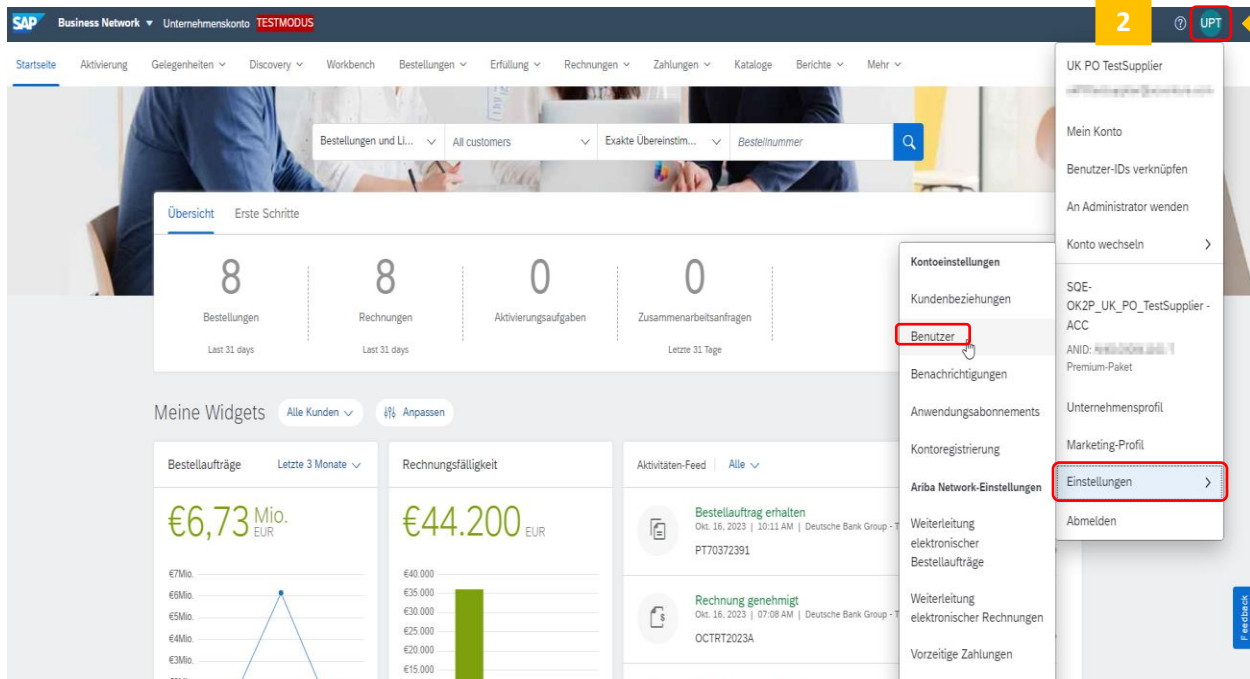 SAP Business Network Unternehmenskonto TESTMODUS
2
UPT
Startseite Aktivierung Gelegenheiten Discovery Workbench Bestellungen Erfüllung Rechnungen Zahlungen Kataloge Berichte Mehr
Bestellungen und Li... All customers Exakte Übereinstim... Bestellnummer
Übersicht Erste Schritte
8
Bestellungen
Last 31 days
8
Rechnungen
Last 31 days
0
Aktivierungsaufgaben
0
Zusammenarbeitsanfragen
Letzte 31 Tage
Meine Widgets Alle Kunden Anpassen
Bestellaufträge Letzte 3 Monate
€6,73 Mio. EUR
€7Mio.
€6Mio.
€5Mio.
€4Mio.
€3Mio.
Rechnungsfälligkeit
€44.200 EUR
€40.000
€35.000
€30.000
€25.000
€20.000
€15.000
Aktivitäten-Feed Alle
Bestellauftrag erhalten
Okt. 16, 2023 | 10:11 AM | Deutsche Bank Group - T
PT70372391
Rechnung genehmigt
Okt. 16, 2023 | 07:08 AM | Deutsche Bank Group - T
OCTRT2023A
Kontoeinstellungen
Kundenbeziehungen
Benutzer
Benachrichtigungen
Anwendungsabonnements
Kontoregistrierung
Ariba Network-Einstellungen
Weiterleitung
elektronischer
Bestellaufträge
Weiterleitung
elektronischer Rechnungen
Vorzeitige Zahlungen
UK PO TestSupplier
Mein Konto
Benutzer-IDs verknüpfen
An Administrator wenden
Konto wechseln
SQE-
OK2P_UK_PO_TestSupplier -
ACC
ANID:
Premium-Paket
Unternehmensprofil
Marketing-Profil
Einstellungen
Abmelden
Feedback